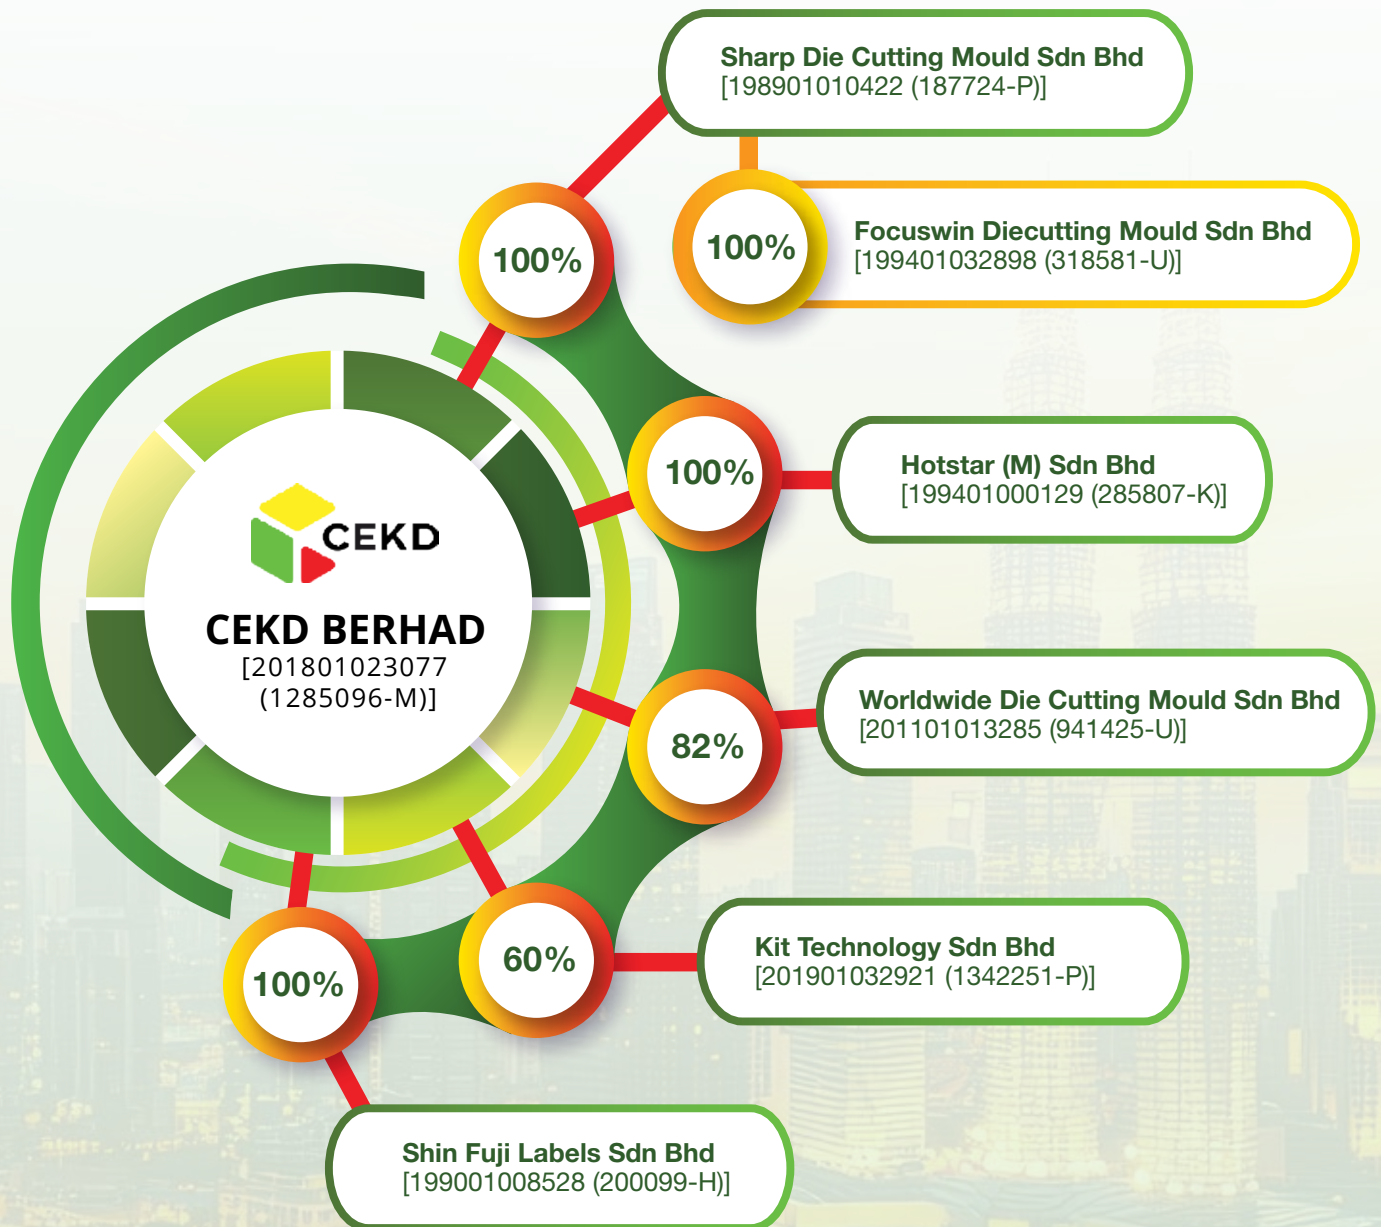 Sharp Die Cutting Mould Sdn Bhd
[198901010422 (187724-P)]
100%
100%
Focuswin Diecutting Mould Sdn Bhd
[199401032898 (318581-U)]
100%
Hotstar (M) Sdn Bhd
[199401000129 (285807-K)]
CEKD
CEKD BERHAD
[201801023077
(1285096-M)]
82%
Worldwide Die Cutting Mould Sdn Bhd
[201101013285 (941425-U)]
60%
Kit Technology Sdn Bhd
[201901032921 (1342251-P)]
100%
Shin Fuji Labels Sdn Bhd
[199001008528 (200099-H)]